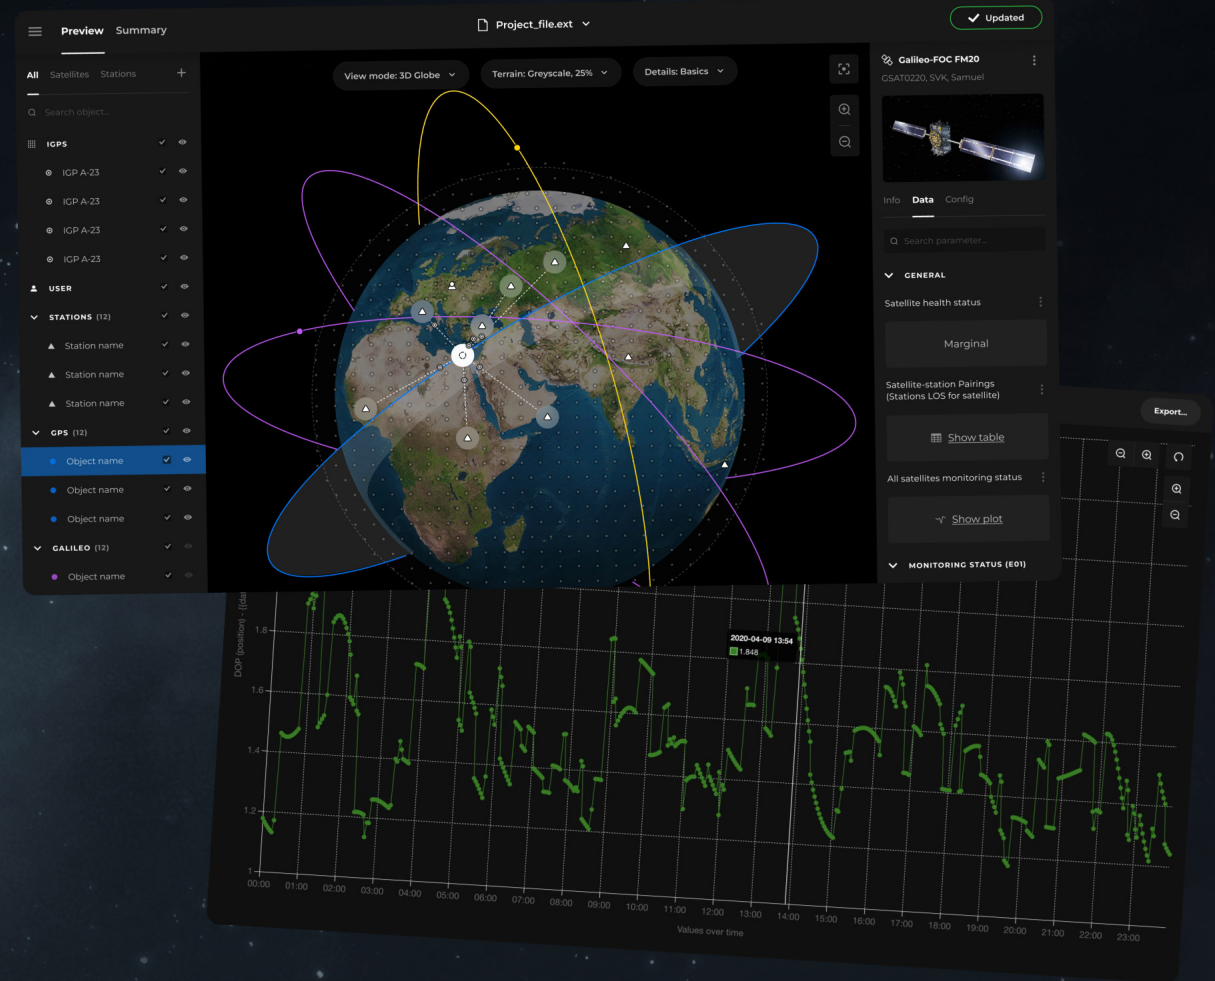 Preview
Summary
Project_file.ext
Updated
All
Satellites
Stations
Search object...
IGPS
IGP A-23
IGP A-23
IGP A-23
IGP A-23
USER
STATIONS (12)
Station name
Station name
Station name
GPS (12)
Object name
Object name
Object name
GALILEO (12)
Object name
View mode: 3D Globe
Terrain: Greyscale, 25%
Details: Basics
Galileo-FOC FM20
GSAT0220, SVK, Samuel
Info
Data
Config
Search parameter...
GENERAL
Satellite health status
Marginal
Satellite-station Pairings
(Stations LOS for satellite)
Show table
All satellites monitoring status
Show plot
MONITORING STATUS (E01)
Export...
DOP (position) - [[dat
1.8
1.6
1.4
1.2
1
2020-04-09 13:54
1.848
00:00
01:00
02:00
03:00
04:00
05:00
06:00
07:00
08:00
09:00
10:00
11:00
12:00
13:00
14:00
15:00
16:00
17:00
18:00
19:00
20:00
21:00
22:00
23:00
Values over time